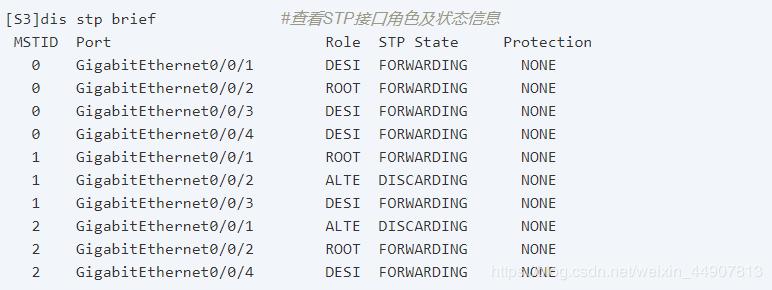 [S3]dis stp brief #查看STP接口角色及状态信息
MSTID Port Role STP State Protection
0 GigabitEthernet0/0/1 DESI FORWARDING NONE
0 GigabitEthernet0/0/2 ROOT FORWARDING NONE
0 GigabitEthernet0/0/3 DESI FORWARDING NONE
0 GigabitEthernet0/0/4 DESI FORWARDING NONE
1 GigabitEthernet0/0/1 ROOT FORWARDING NONE
1 GigabitEthernet0/0/2 ALTE DISCARDING NONE
1 GigabitEthernet0/0/3 DESI FORWARDING NONE
2 GigabitEthernet0/0/1 ALTE DISCARDING NONE
2 GigabitEthernet0/0/2 ROOT FORWARDING NONE
2 GigabitEthernet0/0/4 DESI FORWARDING NONE
https://blog.csdn.net/weixin_44907813